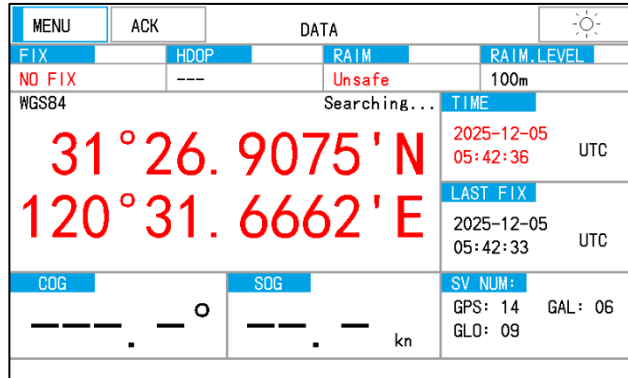 MENU ACK DATA
FIX HDOP RAIM RAIM.LEVEL
NO FIX --- Unsafe 100m
WGS84 Searching... TIME
31°26.9075'N
2025-12-05
05:42:36 UTC
120°31.6662'E
LAST FIX
2025-12-05
05:42:33 UTC
COG SOG SV NUM:
___._° __._ kn
GPS: 14 GAL: 06
GLO: 09